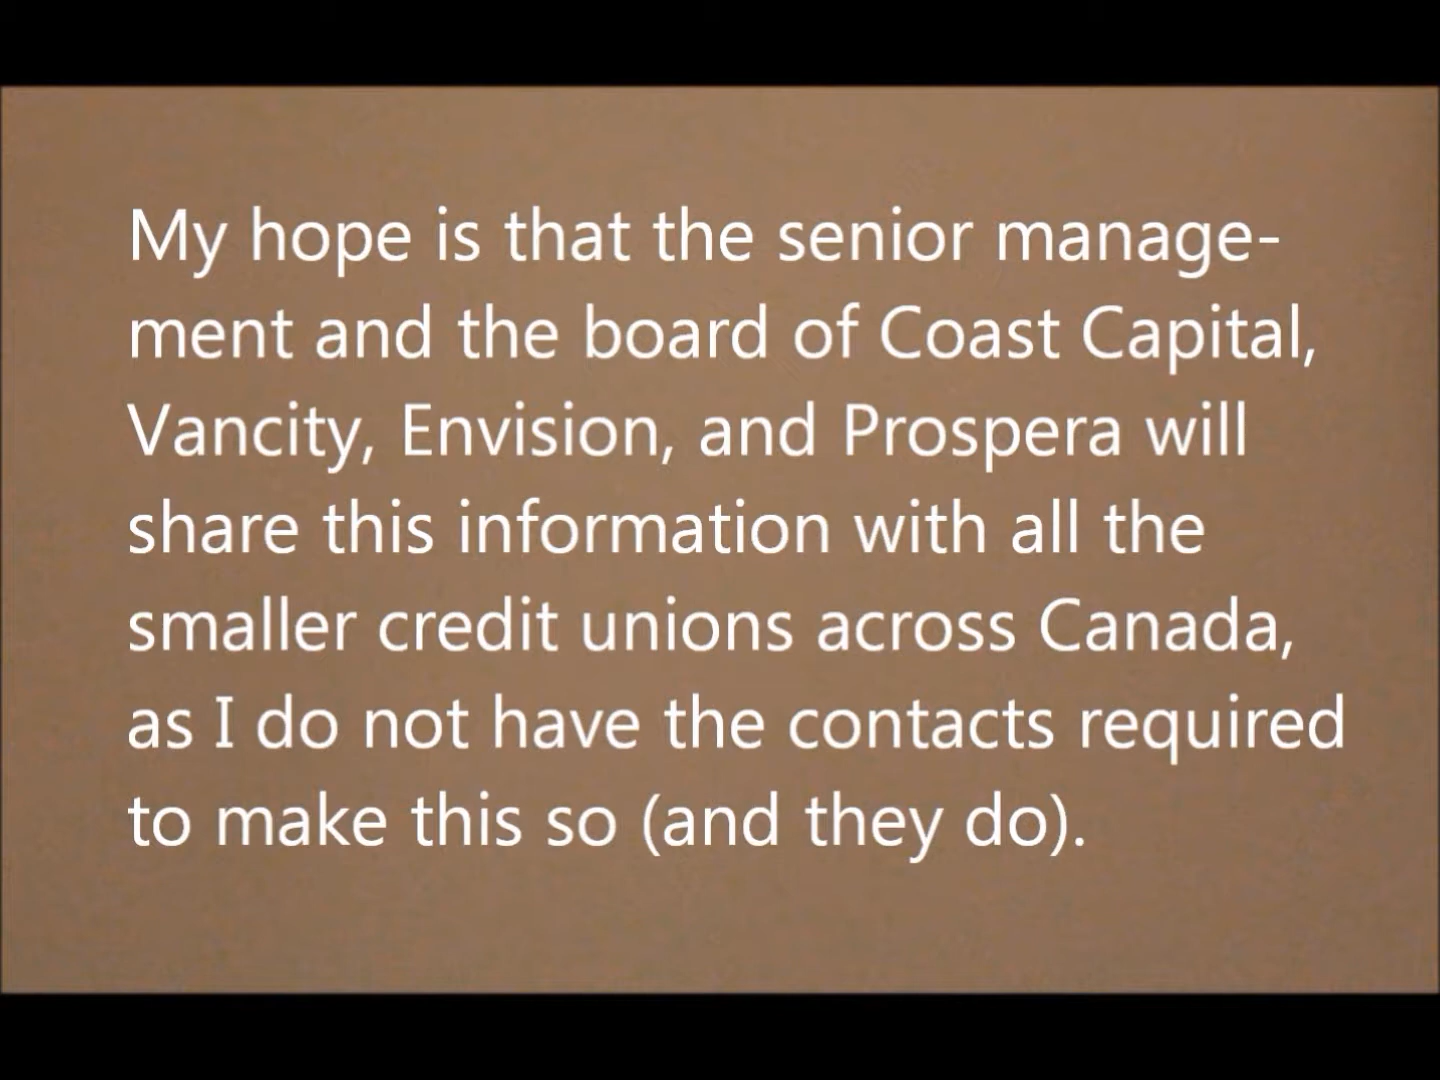 My hope is that the senior manage-
ment and the board of Coast Capital,
Vancity, Envision, and Prospera will
share this information with all the
smaller credit unions across Canada,
as I do not have the contacts required
to make this so (and they do).